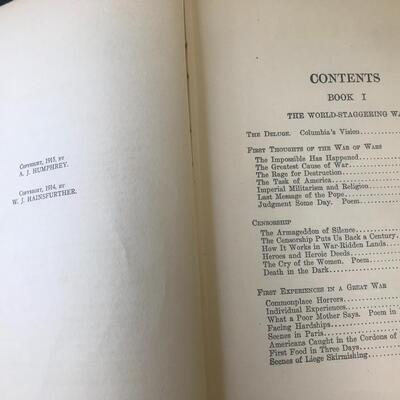 COPYRIGHT, 1915, BY
A. J. HUMPHREY.
COPYRIGHT, 1914, BY
W. J. HAINSFURTHER.
CONTENTS
BOOK I
THE WORLD-STAGGERING WA
THE DELUGE. Columbia's Vision
FIRST THOUGHTS OF THE WAR OF WARS
The Impossible Has Happened
The Greatest Cause of War
The Rage for Destruction
The Task of America
Imperial Militarism and Religion
Last Message of the Pope
Judgment Some Day. Poem
CENSORSHIP
The Armageddon of Silence
The Censorship Puts Us Back a Century
How It Works in War-Ridden Lands
Heroes and Heroic Deeds
The Cry of the Women. Poem
Death in the Dark
FIRST EXPERIENCES IN A GREAT WAR
Commonplace Horrors
Individual Experiences
What a Poor Mother Says. Poem in
Facing Hardships
Scenes in Paris
Americans Caught in the Cordons of
First Food in Three Days
Scenes of Liege Skirmishing